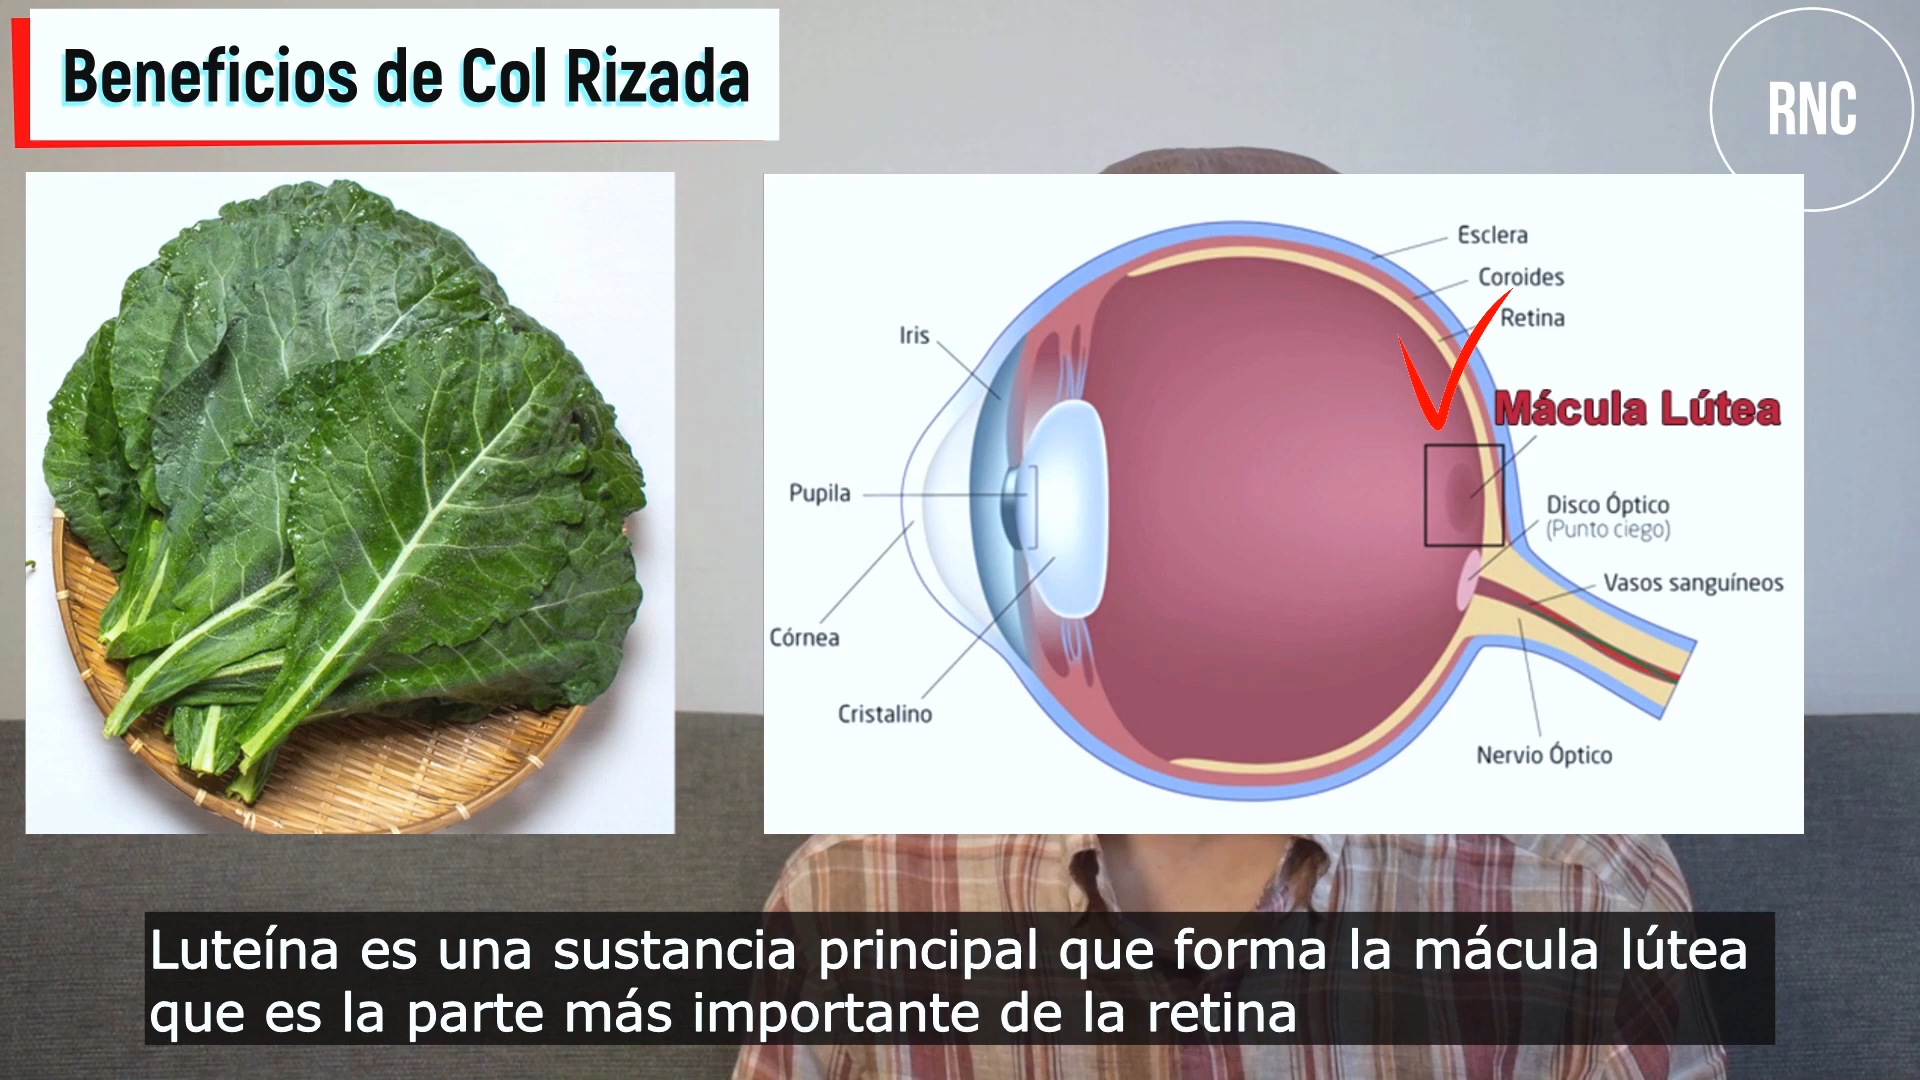 Beneficios de Col Rizada
RNC
Esclera
Coroides
Retina
Iris
Mácula Lútea
Pupila
Disco Óptico
(Punto ciego)
Vasos sanguíneos
Córnea
Cristalino
Nervio Óptico
Luteína es una sustancia principal que forma la mácula lútea
que es la parte más importante de la retina